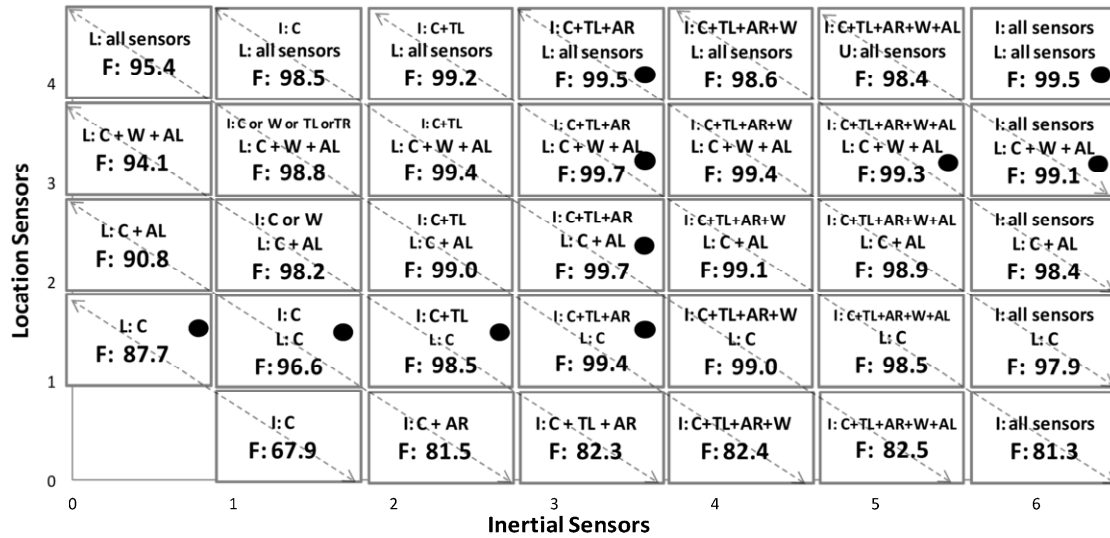 L: all sensors
F: 95.4
I: C
L: all sensors
F: 98.5
I: C+TL
L: all sensors
F: 99.2
I: C+TL+AR
L: all sensors
F: 99.5
I: C+TL+AR+W
L: all sensors
F: 98.6
I: C+TL+AR+W+AL
U: all sensors
F: 98.4
I: all sensors
L: all sensors
F: 99.5
4
L: C + W + AL
F: 94.1
I: C or W or TL orTR
L: C + W + AL
F: 98.8
I: C+TL
L: C + W + AL
F: 99.4
I: C+TL+AR
L: C + W + AL
F: 99.7
I: C+TL+AR+W
L: C + W + AL
F: 99.4
I: C+TL+AR+W+AL
L: C + W + AL
F: 99.3
I: all sensors
L: C + W + AL
F: 99.1
3
L: C + AL
F: 90.8
I: C or W
L: C + AL
F: 98.2
I: C+TL
L: C + AL
F: 99.0
I: C+TL+AR
L: C + AL
F: 99.7
I: C+TL+AR+W
L: C + AL
F: 99.1
I: C+TL+AR+W+AL
L: C + AL
F: 98.9
I: all sensors
L: C + AL
F: 98.4
2
L: C
F: 87.7
I: C
L: C
F: 96.6
I: C+TL
L: C
F: 98.5
I: C+TL+AR
L: C
F: 99.4
I: C+TL+AR+W
L: C
F: 99.0
I: C+TL+AR+W+AL
L: C
F: 98.5
I: all sensors
L: C
F: 97.9
1
I: C
F: 67.9
I: C + AR
F: 81.5
I: C + TL + AR
F: 82.3
I: C+TL+AR+W
F: 82.4
I: C+TL+AR+W+AL
F: 82.5
I: all sensors
F: 81.3
0
Location Sensors
0 1 2 3 4 5 6
Inertial Sensors